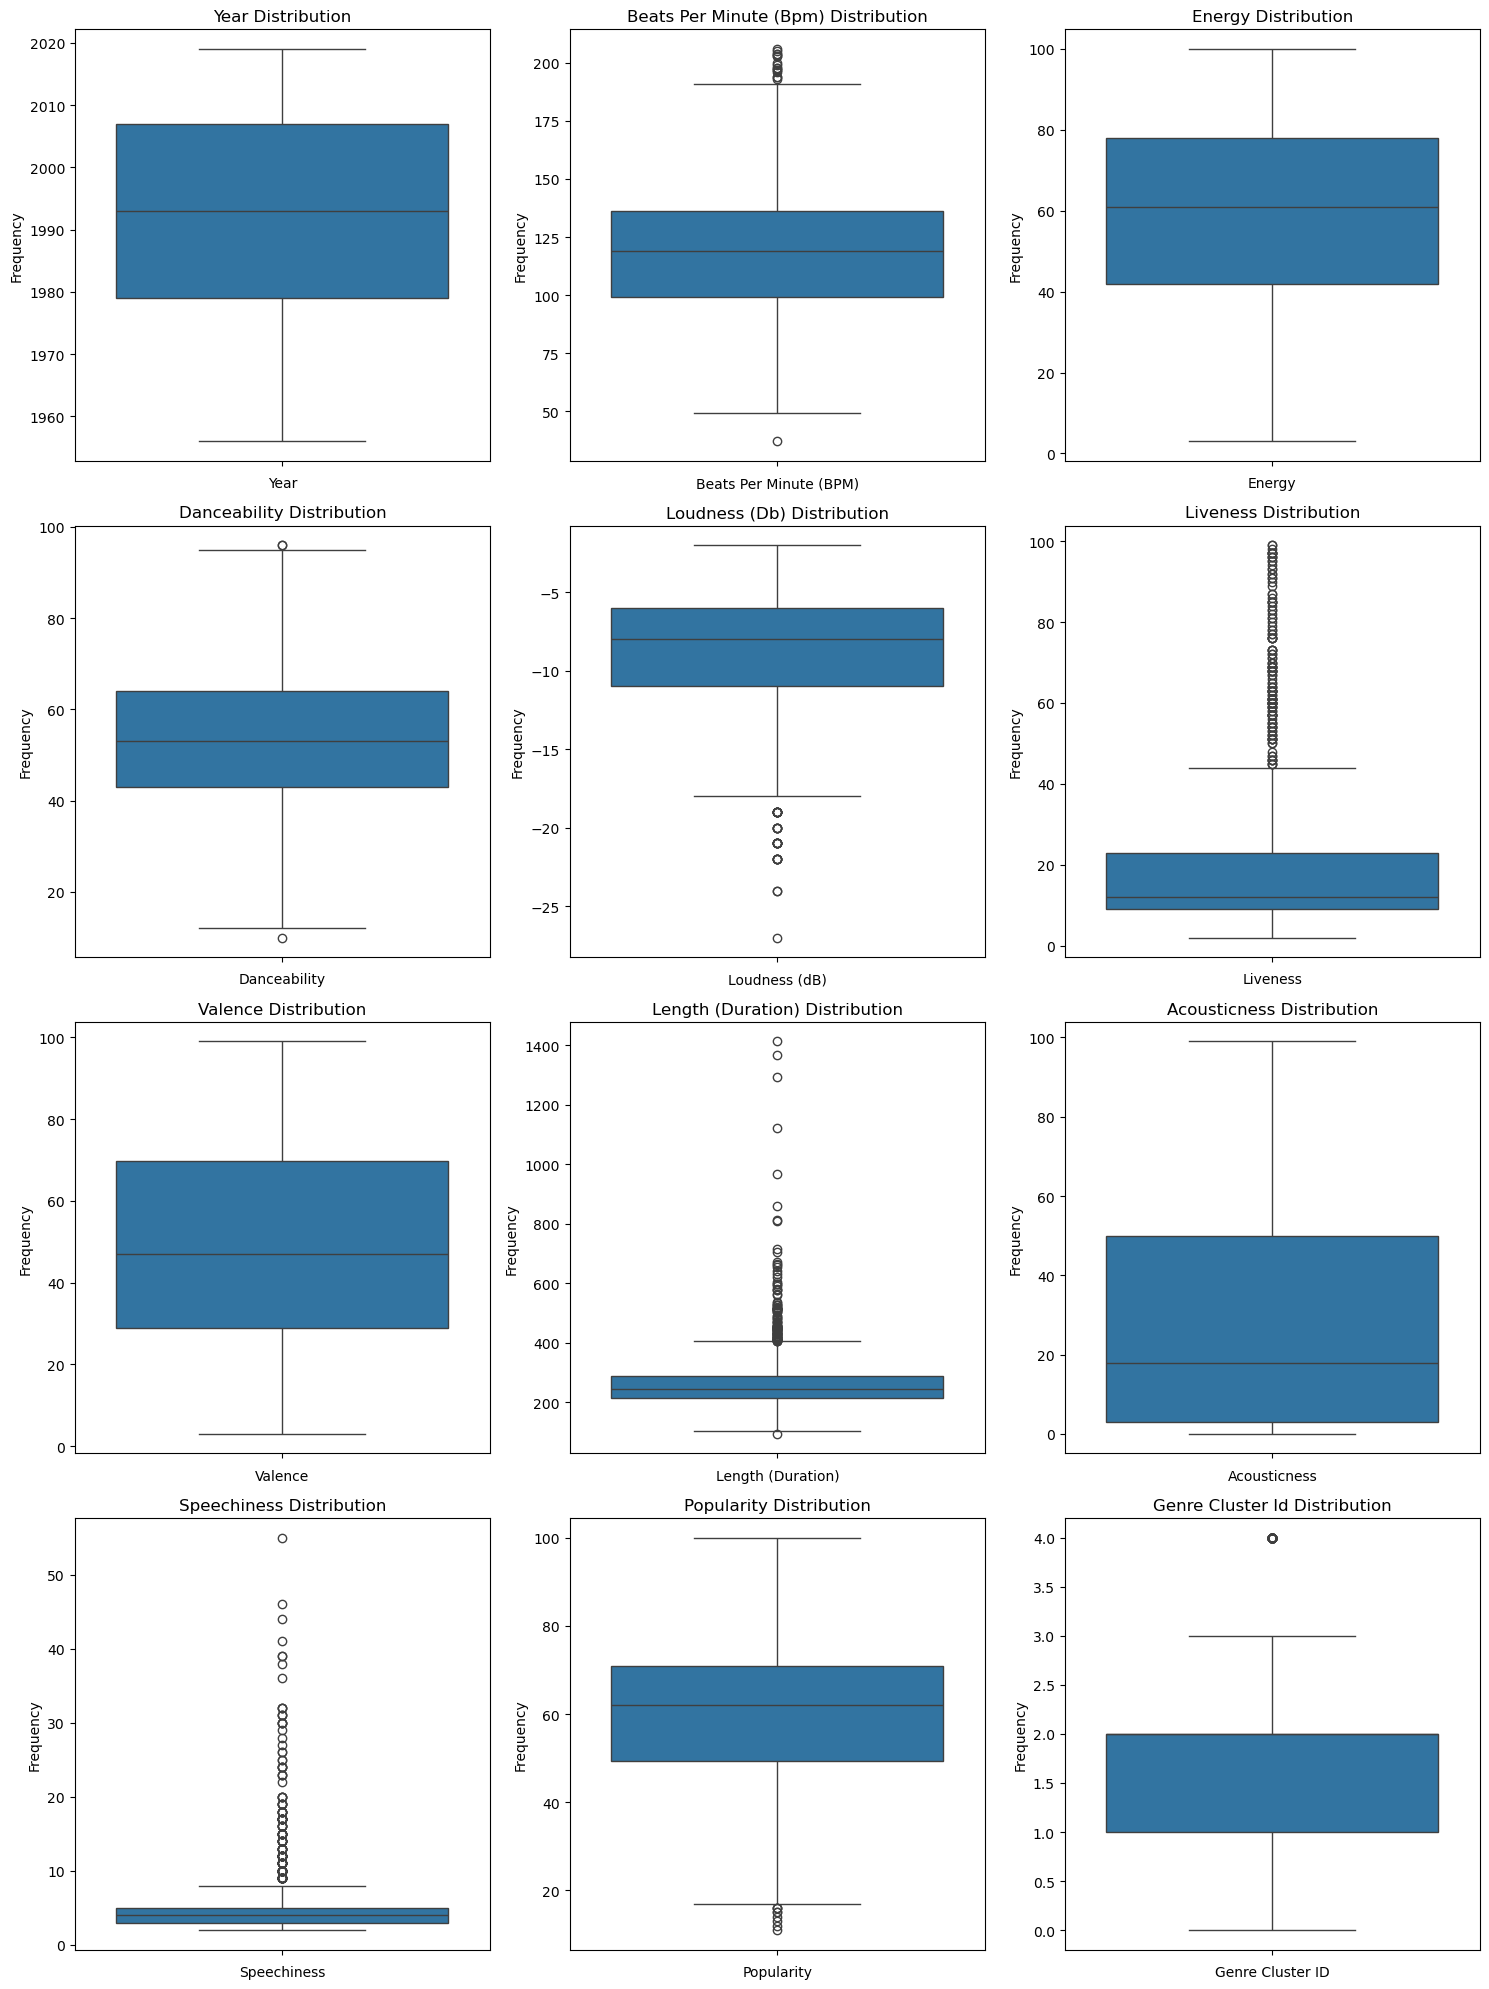 Year Distribution
Frequency
2020
2010
2000
1990
1980
1970
1960
Year
Beats Per Minute (Bpm) Distribution
Frequency
200
175
150
125
100
75
50
Beats Per Minute (BPM)
Energy Distribution
Frequency
100
80
60
40
20
0
Energy
Danceability Distribution
Frequency
100
80
60
40
20
Danceability
Loudness (Db) Distribution
Frequency
−5
−10
−15
−20
−25
Loudness (dB)
Liveness Distribution
Frequency
100
80
60
40
20
0
Liveness
Valence Distribution
Frequency
100
80
60
40
20
0
Valence
Length (Duration) Distribution
Frequency
1400
1200
1000
800
600
400
200
Length (Duration)
Acousticness Distribution
Frequency
100
80
60
40
20
0
Acousticness
Speechiness Distribution
Frequency
50
40
30
20
10
0
Speechiness
Popularity Distribution
Frequency
100
80
60
40
20
Popularity
Genre Cluster Id Distribution
Frequency
4.0
3.5
3.0
2.5
2.0
1.5
1.0
0.5
0.0
Genre Cluster ID